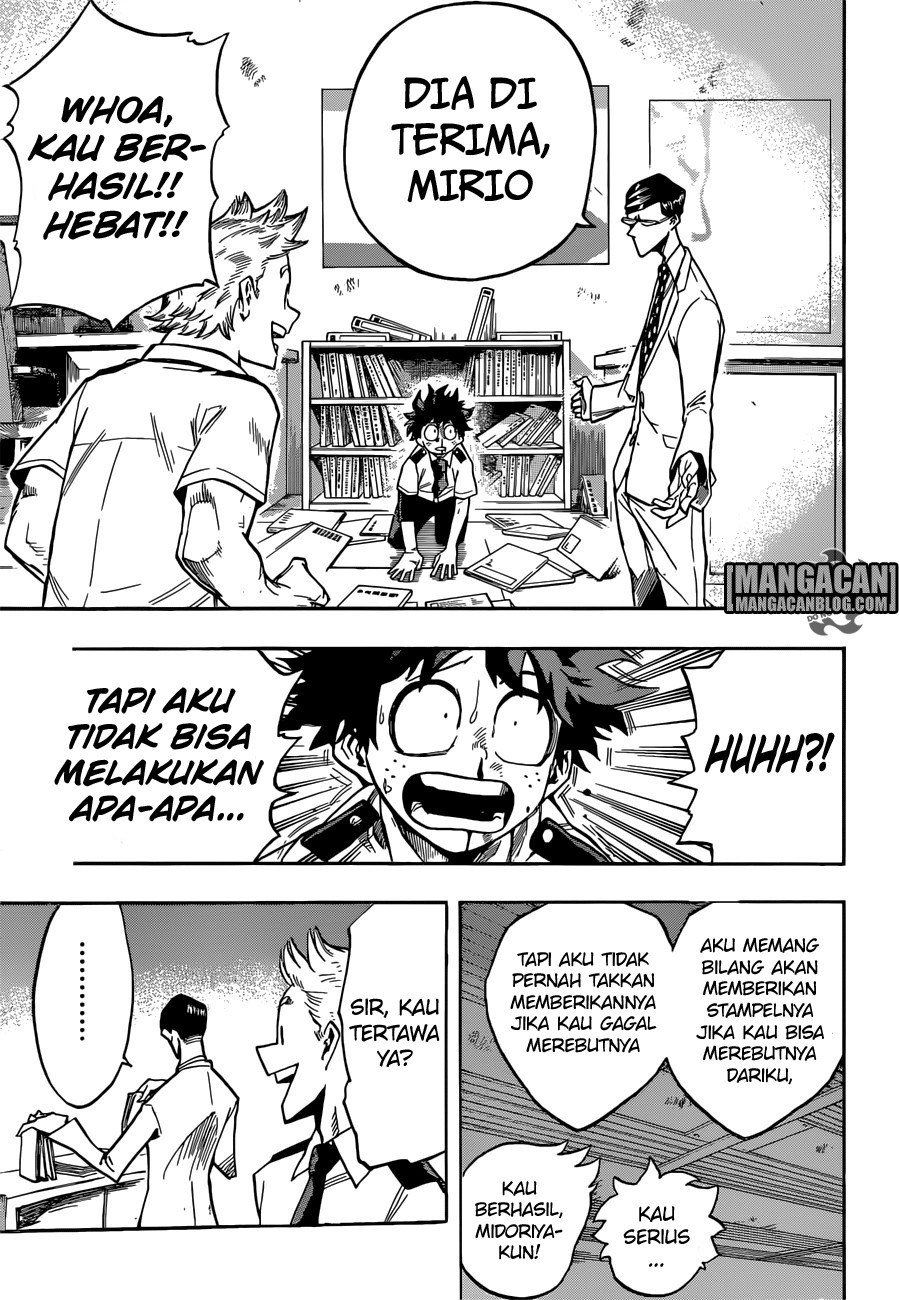 DIA DI
TERIMA,
MIRIO
WHOA,
KAU BER-
HASIL!!
HEBAT!!
[MANGACAN]
MANGACANBLOG.COM
HUHH?!
TAPI AKU
TIDAK BISA
MELAKUKAN
APA-APA...
AKU MEMANG
BILANG AKAN
MEMBERIKAN
STAMPELNYA
JIKA KAU BISA
MEREBUTNYA
DARIKU,
TAPI AKU TIDAK
PERNAH TAKKAN
MEMBERIKANNYA
JIKA KAU GAGAL
MEREBUTNYA
KAU
SERIUS
...
KAU
BERHASIL,
MIDORIYA-
KUN!
SIR, KAU
TERTAWA
YA?
.........